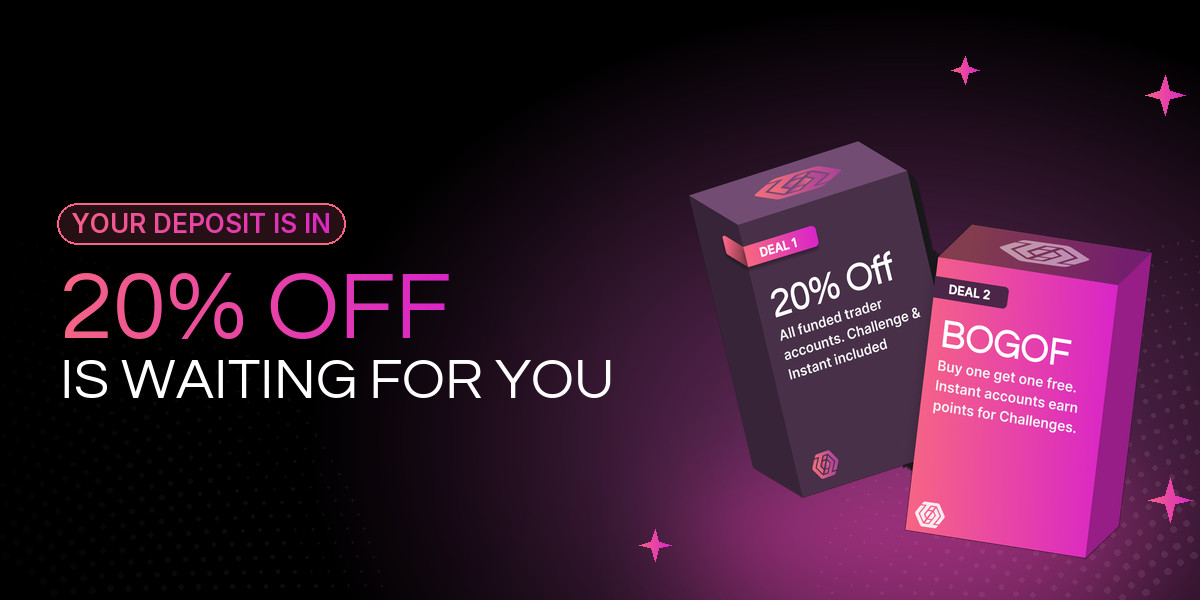 YOUR DEPOSIT IS IN
20% OFF
IS WAITING FOR YOU
DEAL 1
20% Off
All funded trader
accounts. Challenge &
Instant included
DEAL 2
BOGOF
Buy one get one free.
Instant accounts earn
points for Challenges.